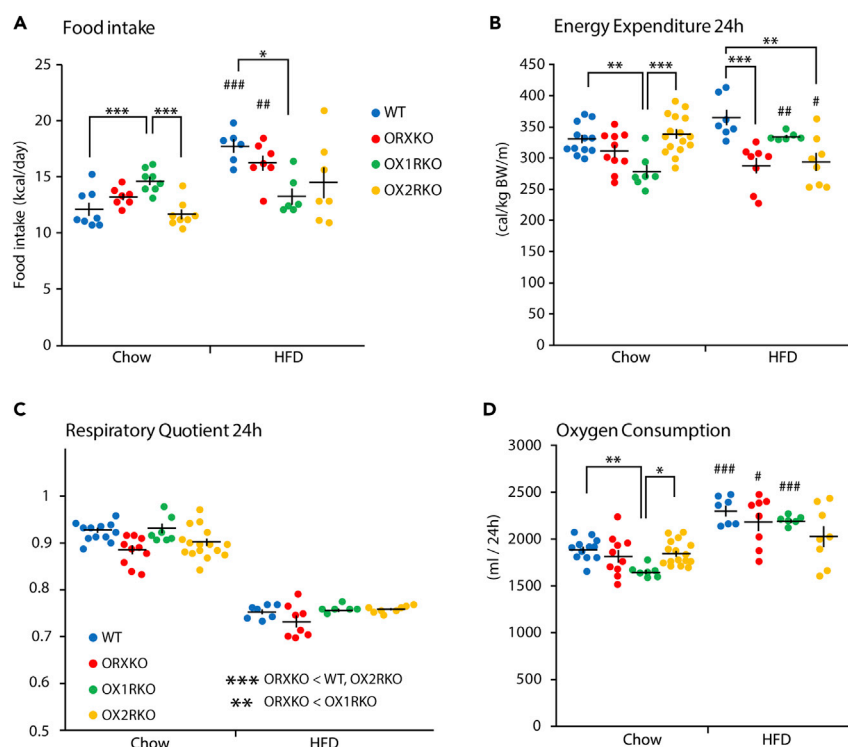 A
Food intake
Food intake (kcal/day)
25
20
15
10
5
0
***
***
###
##
*
Chow
HFD
WT
ORXKO
OX1RKO
OX2RKO
B
Energy Expenditure 24h
(cal/kg BW/m)
450
400
350
300
250
200
150
100
50
0
**
***
***
**
##
#
Chow
HFD
C
Respiratory Quotient 24h
1
0.9
0.8
0.7
0.6
0.5
WT
ORXKO
OX1RKO
OX2RKO
*** ORXKO < WT, OX2RKO
** ORXKO < OX1RKO
Chow
HFD
D
Oxygen Consumption
(ml / 24h)
3000
2500
2000
1500
1000
500
0
**
*
###
#
###
Chow
HFD